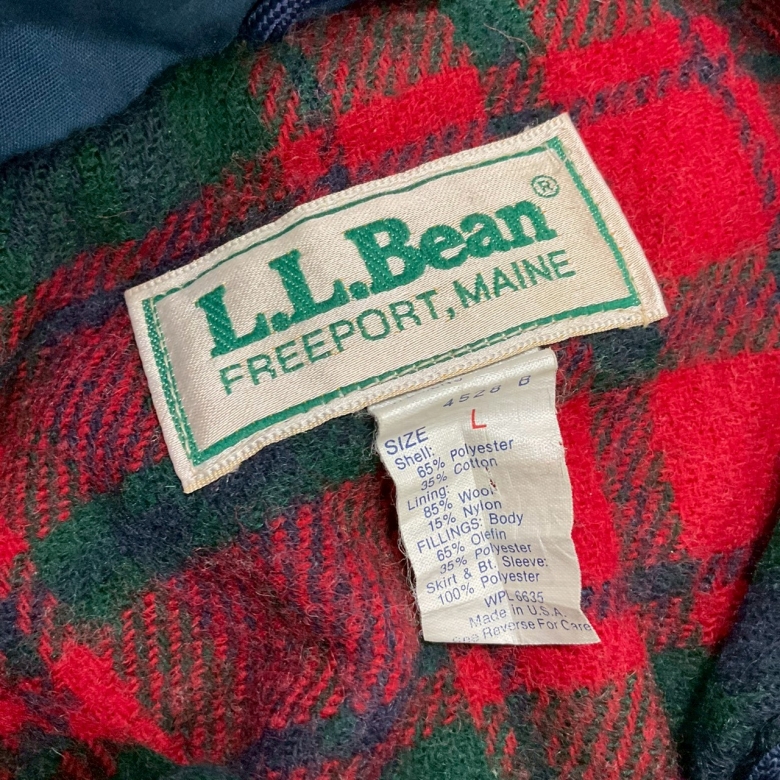 L.L.Bean®
FREEPORT, MAINE
4528 6
SIZE L
Shell:
65% Polyester
35% Cotton
Lining:
85% Wool
15% Nylon
FILLINGS: Body
65% Olefin
35% Polyester
Skirt & Bt. Sleeve:
100% Polyester
WPL 6635
Made in U.S.A.
See Reverse For Care